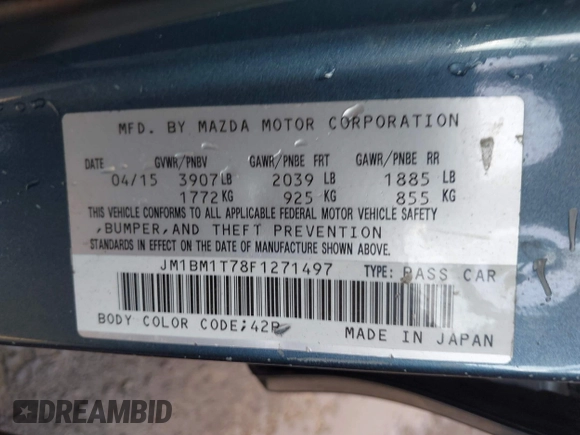 MFD. BY MAZDA MOTOR CORPORATION
DATE GVWR/PNBV GAWR/PNBE FRT GAWR/PNBE RR
04/15 3907 LB 2039 LB 1885 LB
1772 KG 925 KG 855 KG
THIS VEHICLE CONFORMS TO ALL APPLICABLE FEDERAL MOTOR VEHICLE SAFETY
,BUMPER,AND THEFT PREVENTION
STANDARDS IN EFFECT ON THE DATE OF MANUFACTURE SHOWN ABOVE.
JM1BM1T78F1271497 TYPE: PASS CAR
BODY COLOR CODE;42B
MADE IN JAPAN
DREAMBID